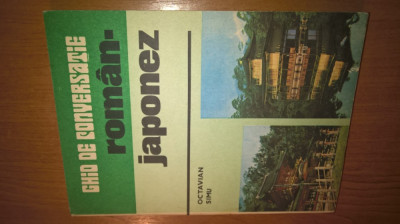 GHID DE CONVERSAȚIE
român-
japonez
OCTAVIAN
SIMU